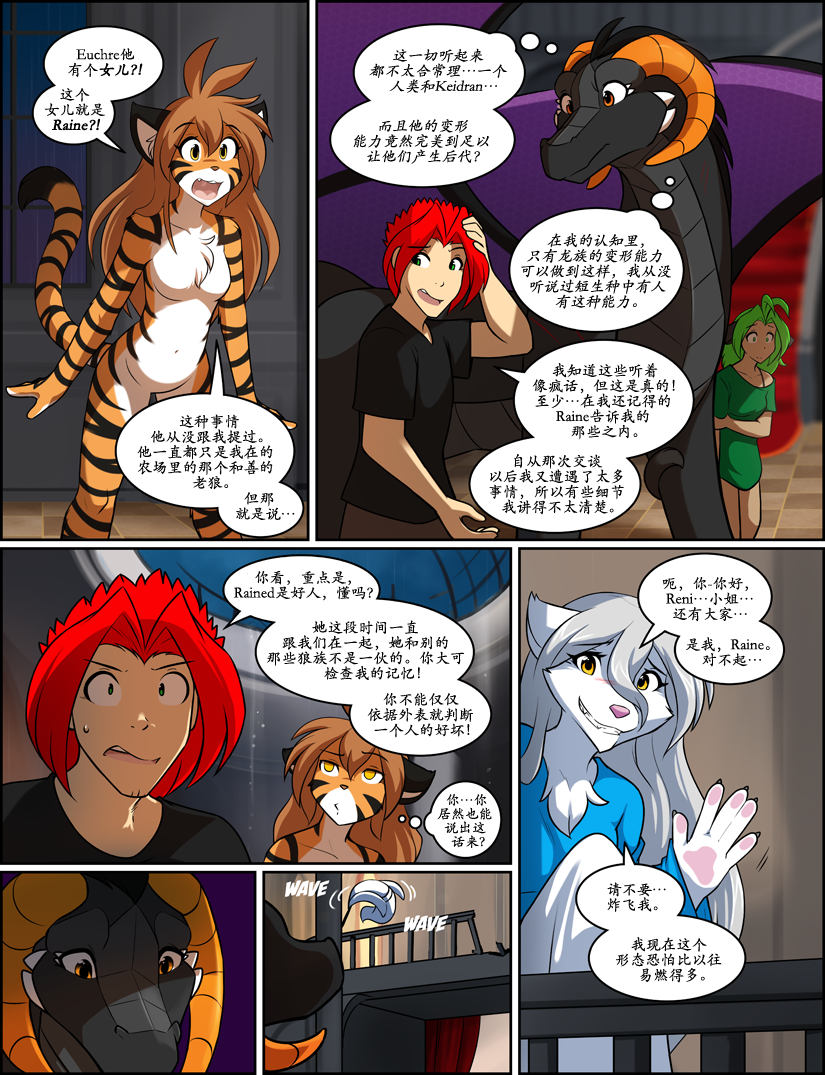 Euchre他
有个女儿?!
这个
女儿就是
Raine?!
这种事情
他从没跟我提过。
他一直都只是我在的
农场里的那个和善的
老狼。
但那
就是说…
这一切听起来
都不太合常理…一个
人类和Keidran…
而且他的变形
能力竟然完美到足以
让他们产生后代?
在我的认知里，
只有龙族的变形能力
可以做到这样，我从没
听说过短生种中有人
有这种能力。
我知道这些听着
像疯话，但这是真的!
至少…在我还记得的
Raine告诉我的
那些之内。
自从那次交谈
以后我又遭遇了太多
事情，所以有些细节
我讲得不太清楚。
你看，重点是，
Rained是好人，懂吗?
她这段时间一直
跟我们在一起，她和别的
那些狼族不是一伙的。你大可
检查我的记忆!
你不能仅仅
依据外表就判断
一个人的好坏!
你…你
居然也能
说出这
话来?
呃，你-你好，
Reni…小姐…
还有大家…
是我，Raine。
对不起…
请不要…
炸飞我。
我现在这个
形态恐怕比以往
易燃得多。
WAVE
WAVE